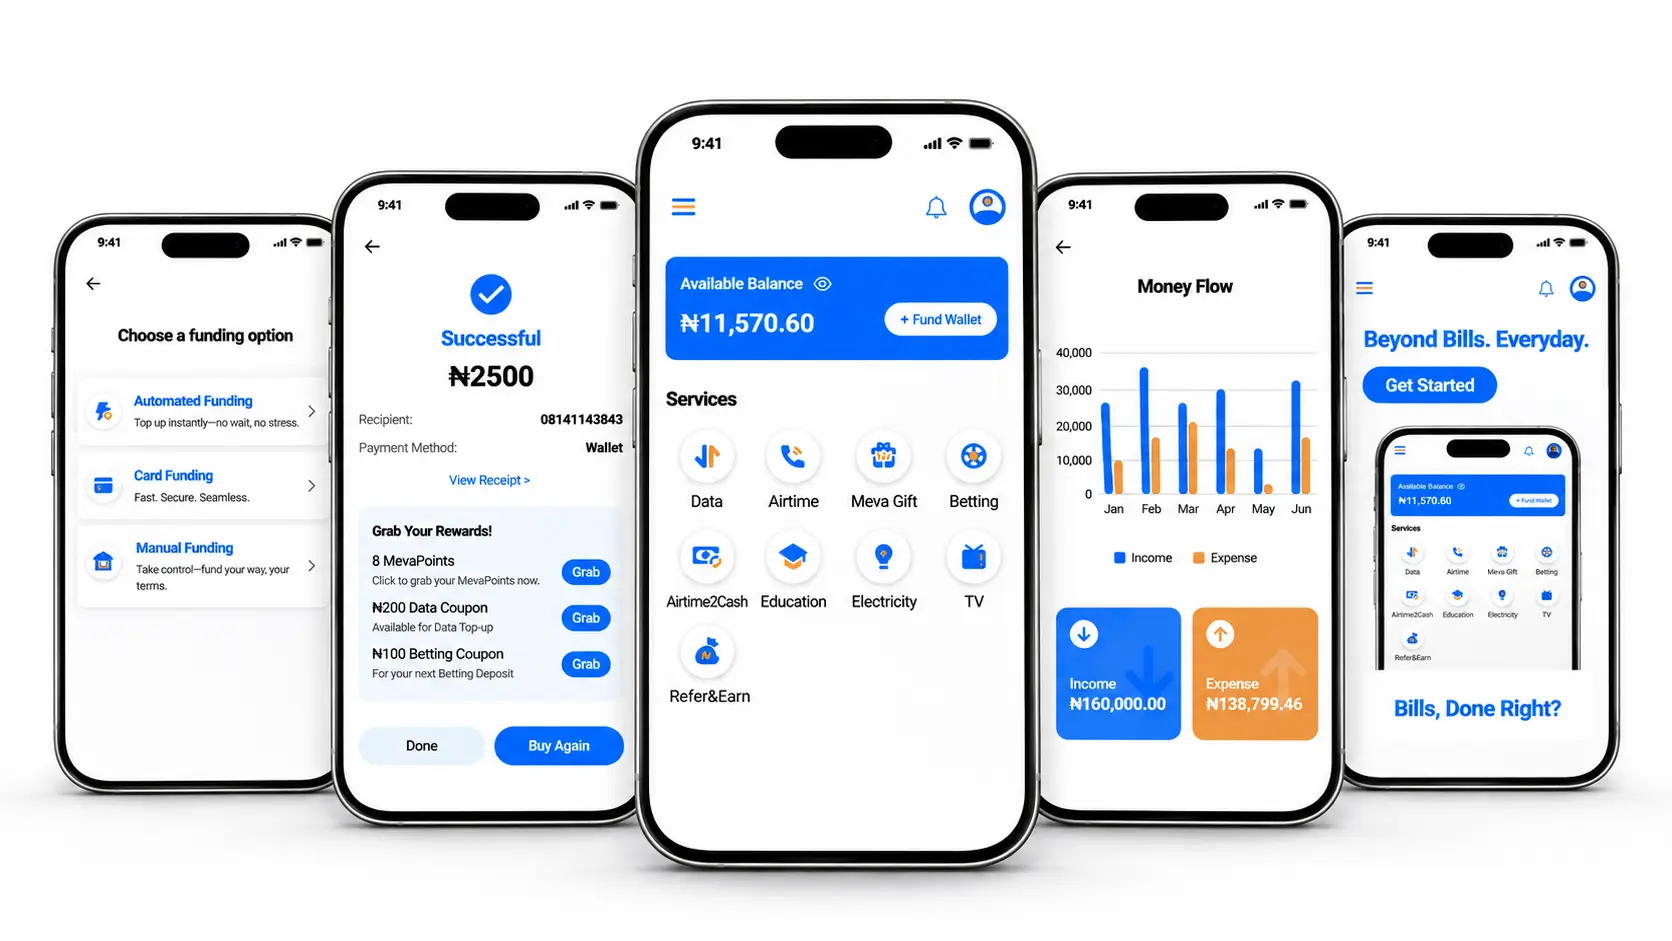 9:41
Choose a funding option
Automated Funding
Top up instantly—no wait, no stress.
Card Funding
Fast. Secure. Seamless.
Manual Funding
Take control—fund your way, your
terms.
9:41
Successful
₦2500
Recipient: 08141143843
Payment Method: Wallet
View Receipt >
Grab Your Rewards!
8 MevaPoints
Click to grab your MevaPoints now.
Grab
₦200 Data Coupon
Available for Data Top-up
Grab
₦100 Betting Coupon
For your next Betting Deposit
Grab
Done Buy Again
9:41
Available Balance
₦11,570.60
+ Fund Wallet
Services
Data Airtime Meva Gift Betting
Airtime2Cash Education Electricity TV
Refer&Earn
9:41
Money Flow
40,000
30,000
20,000
10,000
0
Jan Feb Mar Apr May Jun
Income Expense
Income
₦160,000.00
Expense
₦138,799.46
9:41
Beyond Bills. Everyday.
Get Started
Available Balance
₦11,570.60
+ Fund Wallet
Services
Data Airtime Meva Gift Betting
Airtime2Cash Education Electricity TV
Refer&Earn
Bills, Done Right?